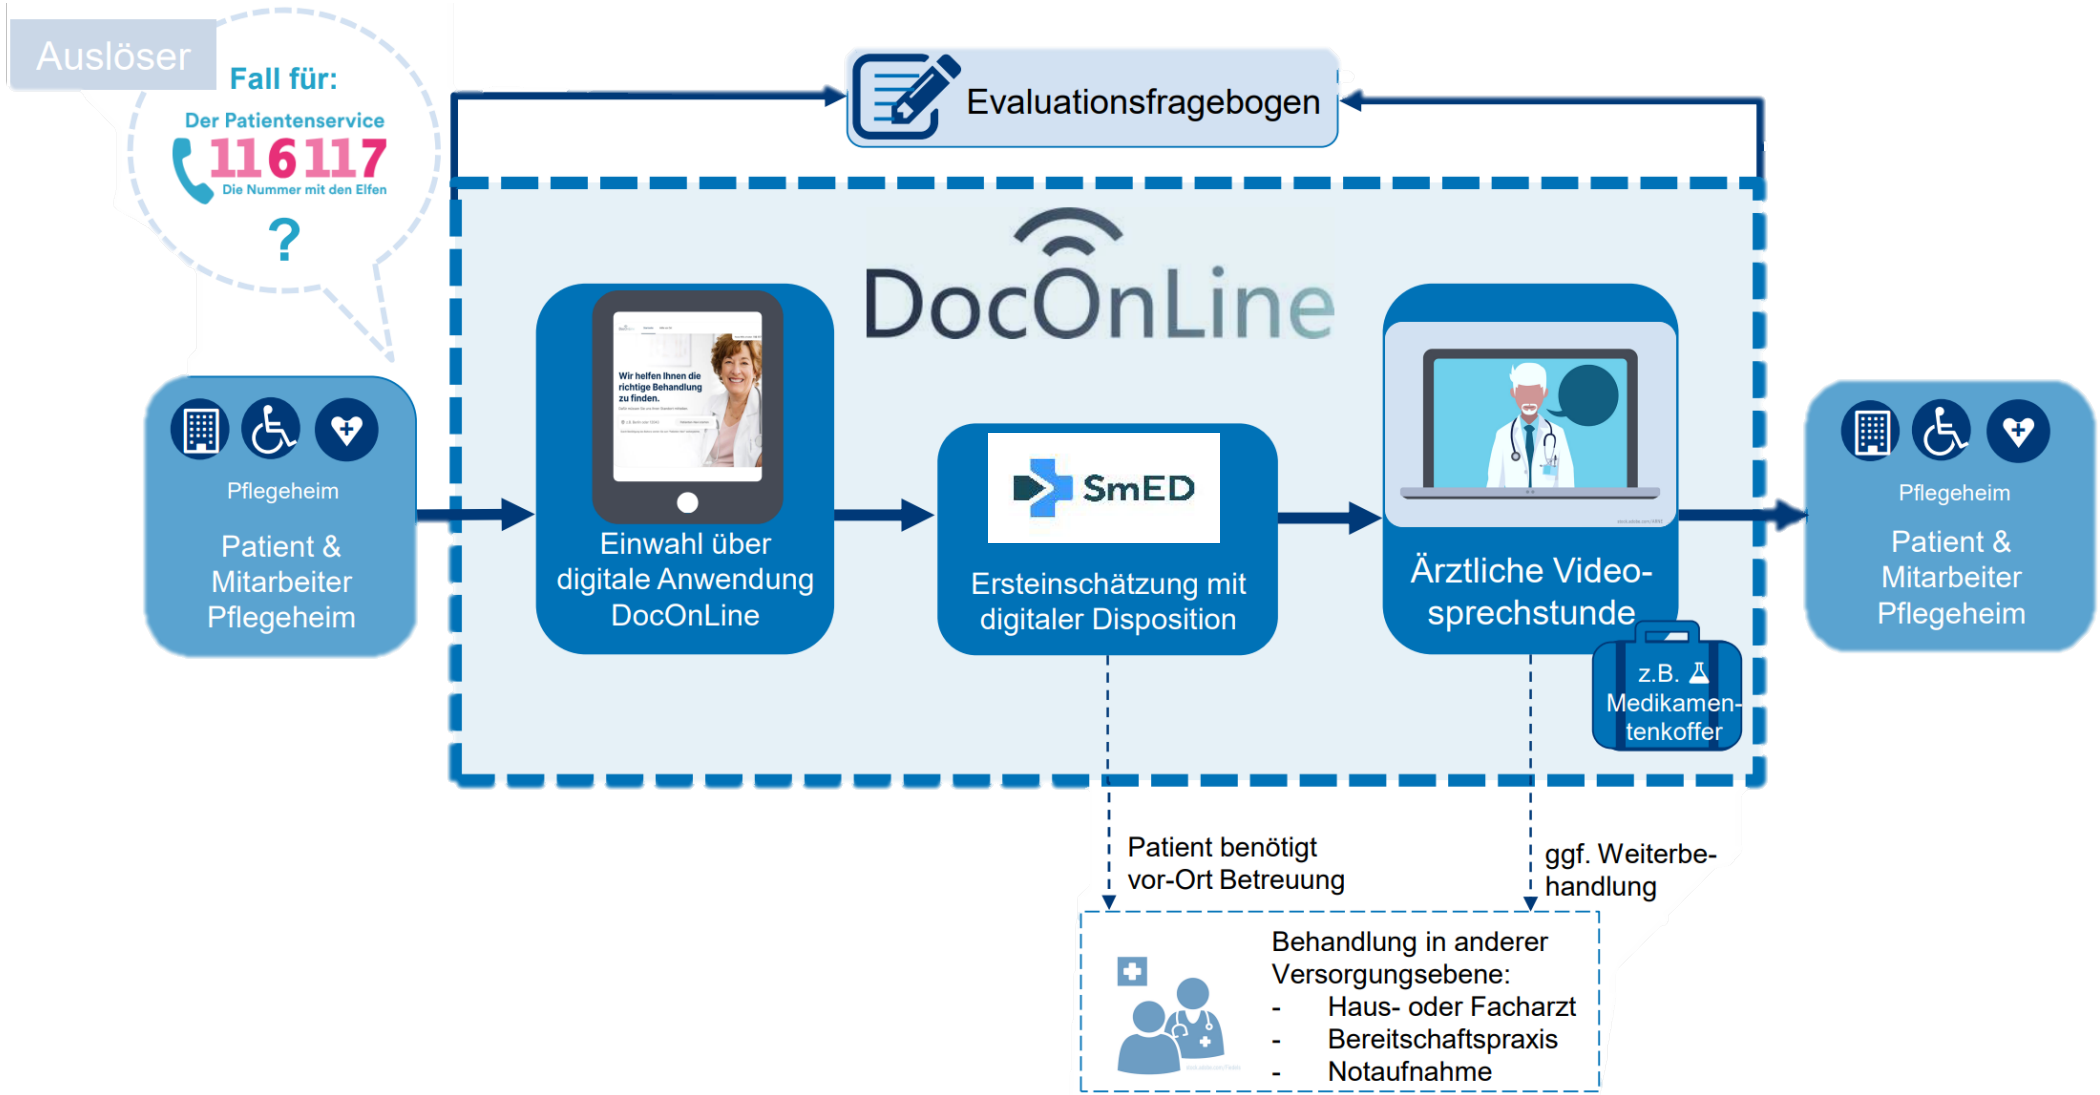 Auslöser
Fall für:
Der Patientenservice
116117
Die Nummer mit den Elfen
?
Evaluationsfragebogen
DocOnLine
Wir helfen Ihnen die
richtige Behandlung
zu finden.
Pflegeheim
Patient &
Mitarbeiter
Pflegeheim
Einwahl über
digitale Anwendung
DocOnLine
SmED
Ersteinschätzung mit
digitaler Disposition
Ärztliche Video-
sprechstunde
z.B.
Medikamen-
tenkoffer
Pflegeheim
Patient &
Mitarbeiter
Pflegeheim
Patient benötigt
vor-Ort Betreuung
ggf. Weiterbe-
handlung
Behandlung in anderer
Versorgungsebene:
- Haus- oder Facharzt
- Bereitschaftspraxis
- Notaufnahme